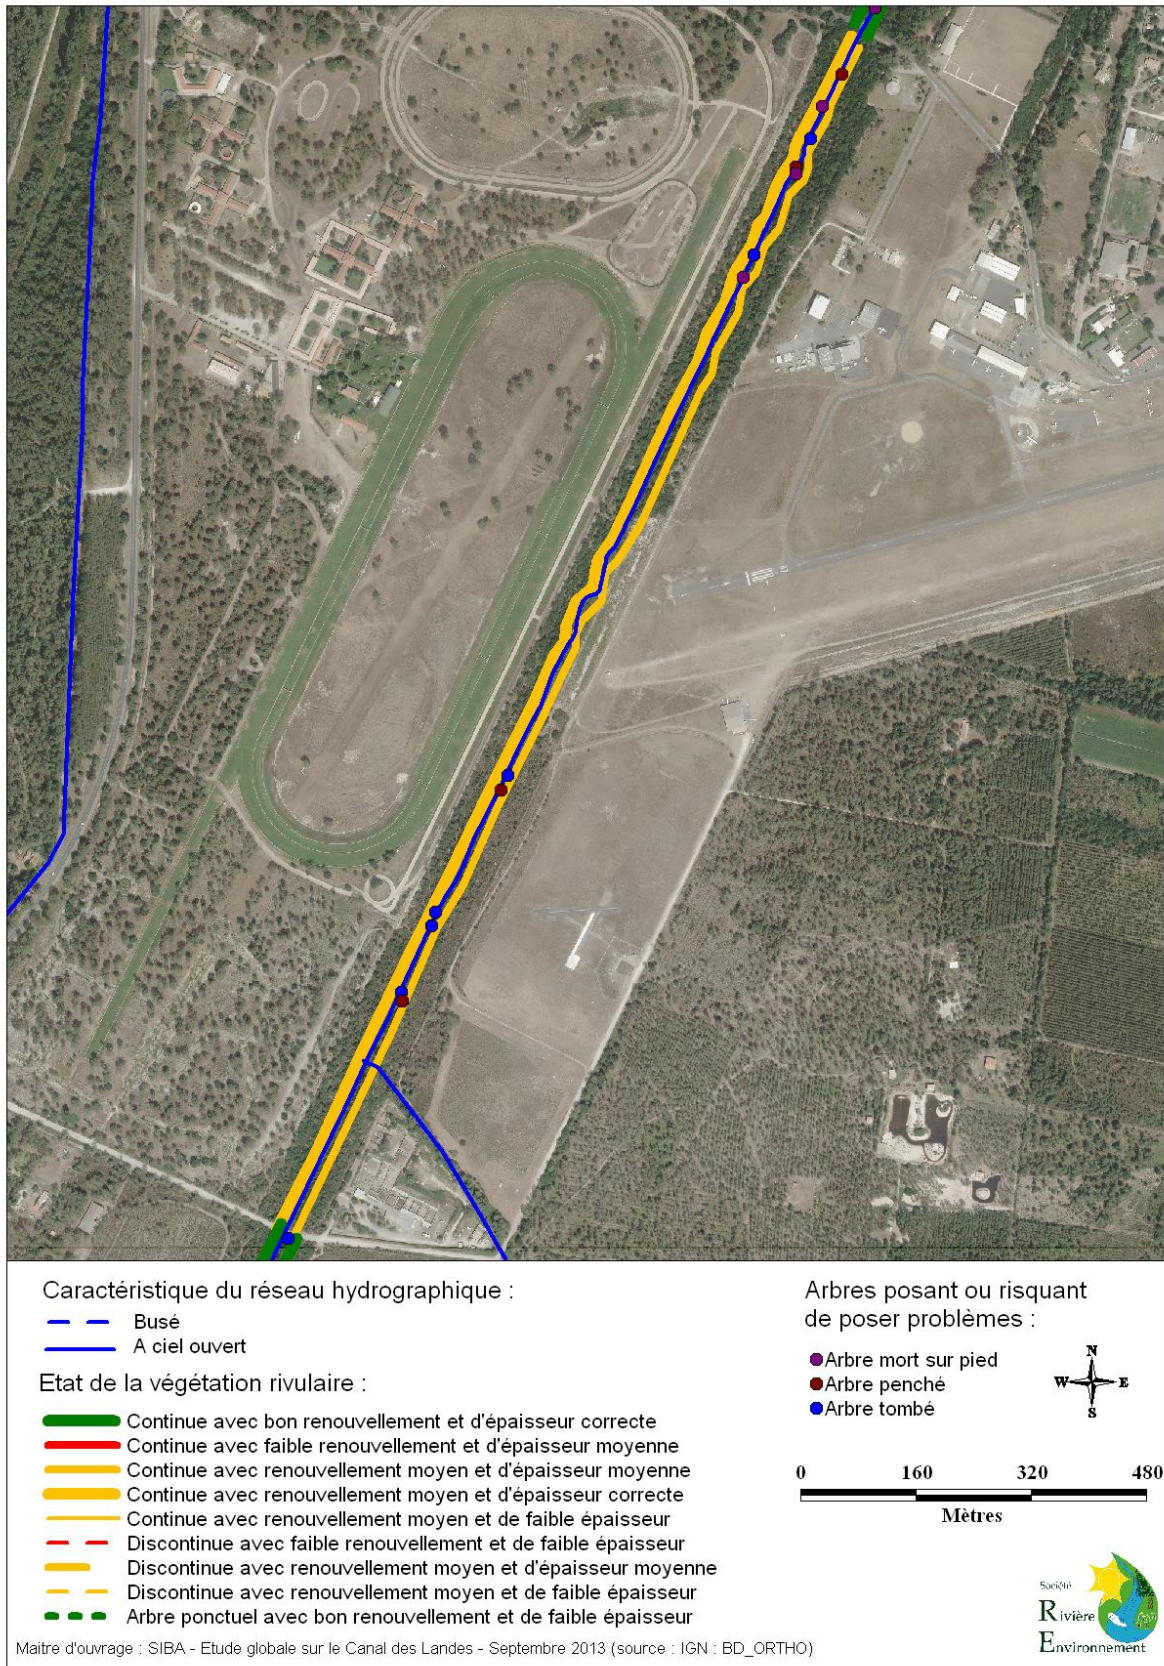 Caractéristique du réseau hydrographique :
Busé
A ciel ouvert
Etat de la végétation rivulaire :
Continue avec bon renouvellement et d'épaisseur correcte
Continue avec faible renouvellement et d'épaisseur moyenne
Continue avec renouvellement moyen et d'épaisseur moyenne
Continue avec renouvellement moyen et d'épaisseur correcte
Continue avec renouvellement moyen et de faible épaisseur
Discontinue avec faible renouvellement et de faible épaisseur
Discontinue avec renouvellement moyen et d'épaisseur moyenne
Discontinue avec renouvellement moyen et de faible épaisseur
Arbre ponctuel avec bon renouvellement et de faible épaisseur
Arbres posant ou risquant
de poser problèmes :
Arbre mort sur pied
Arbre penché
Arbre tombé
N
W E
S
0 160 320 480
Mètres
Société
Rivière
Environnement
Maitre d'ouvrage : SIBA - Etude globale sur le Canal des Landes - Septembre 2013 (source : IGN : BD_ORTHO)